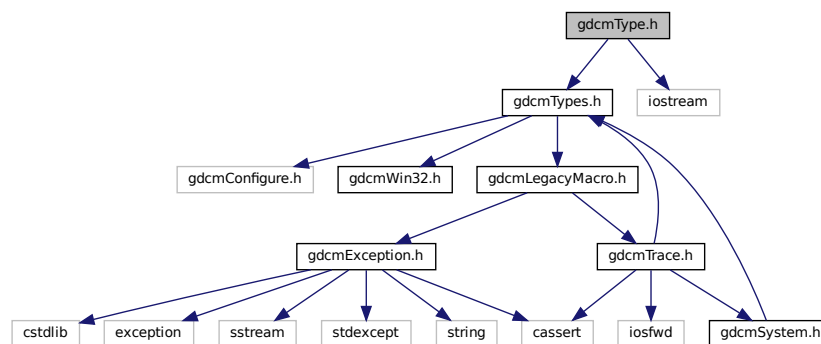 gdcmType.h
gdcmTypes.h
iostream
gdcmConfigure.h
gdcmWin32.h
gdcmLegacyMacro.h
gdcmException.h
gdcmTrace.h
cstdlib
exception
sstream
stdexcept
string
cassert
iosfwd
gdcmSystem.h